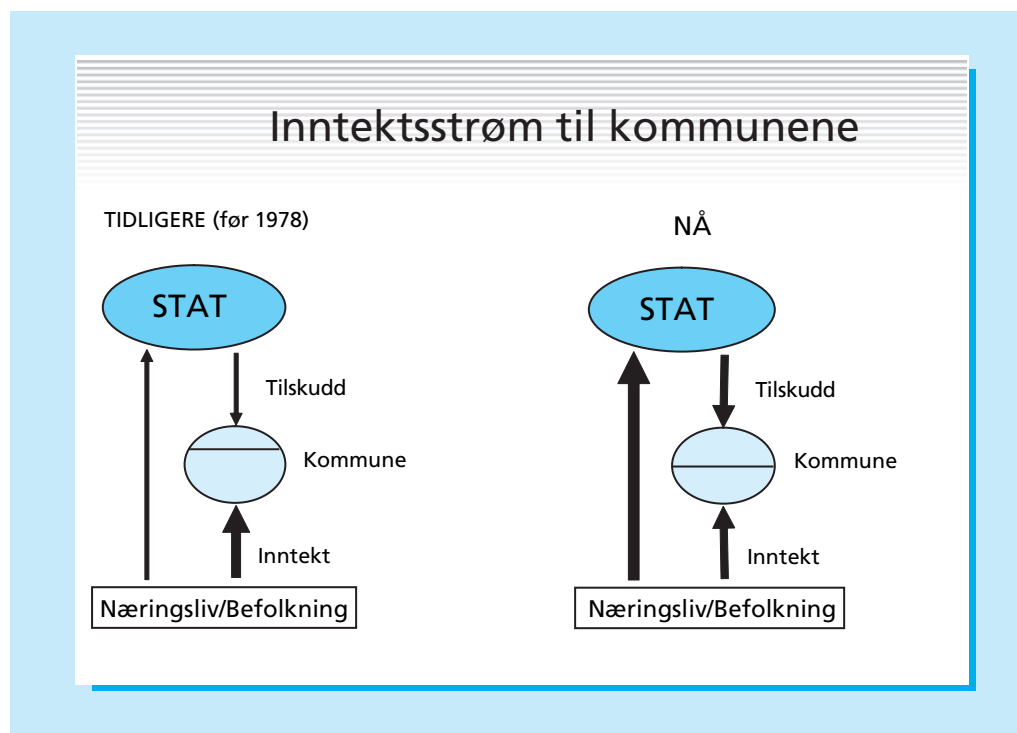 Inntektsstrøm til kommunene
TIDLIGERE (før 1978)
STAT
Tilskudd
Kommune
Inntekt
Næringsliv/Befolkning
NÅ
STAT
Tilskudd
Kommune
Inntekt
Næringsliv/Befolkning